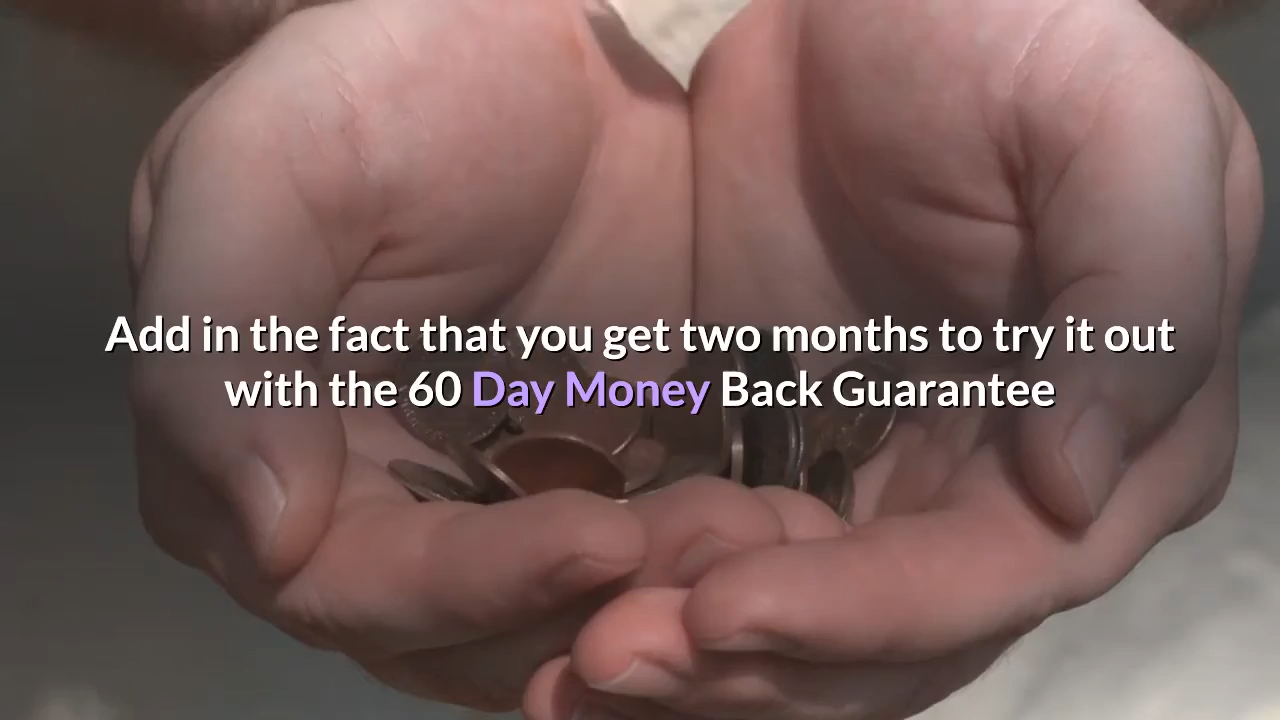 Add in the fact that you get two months to try it out
with the 60 Day Money Back Guarantee